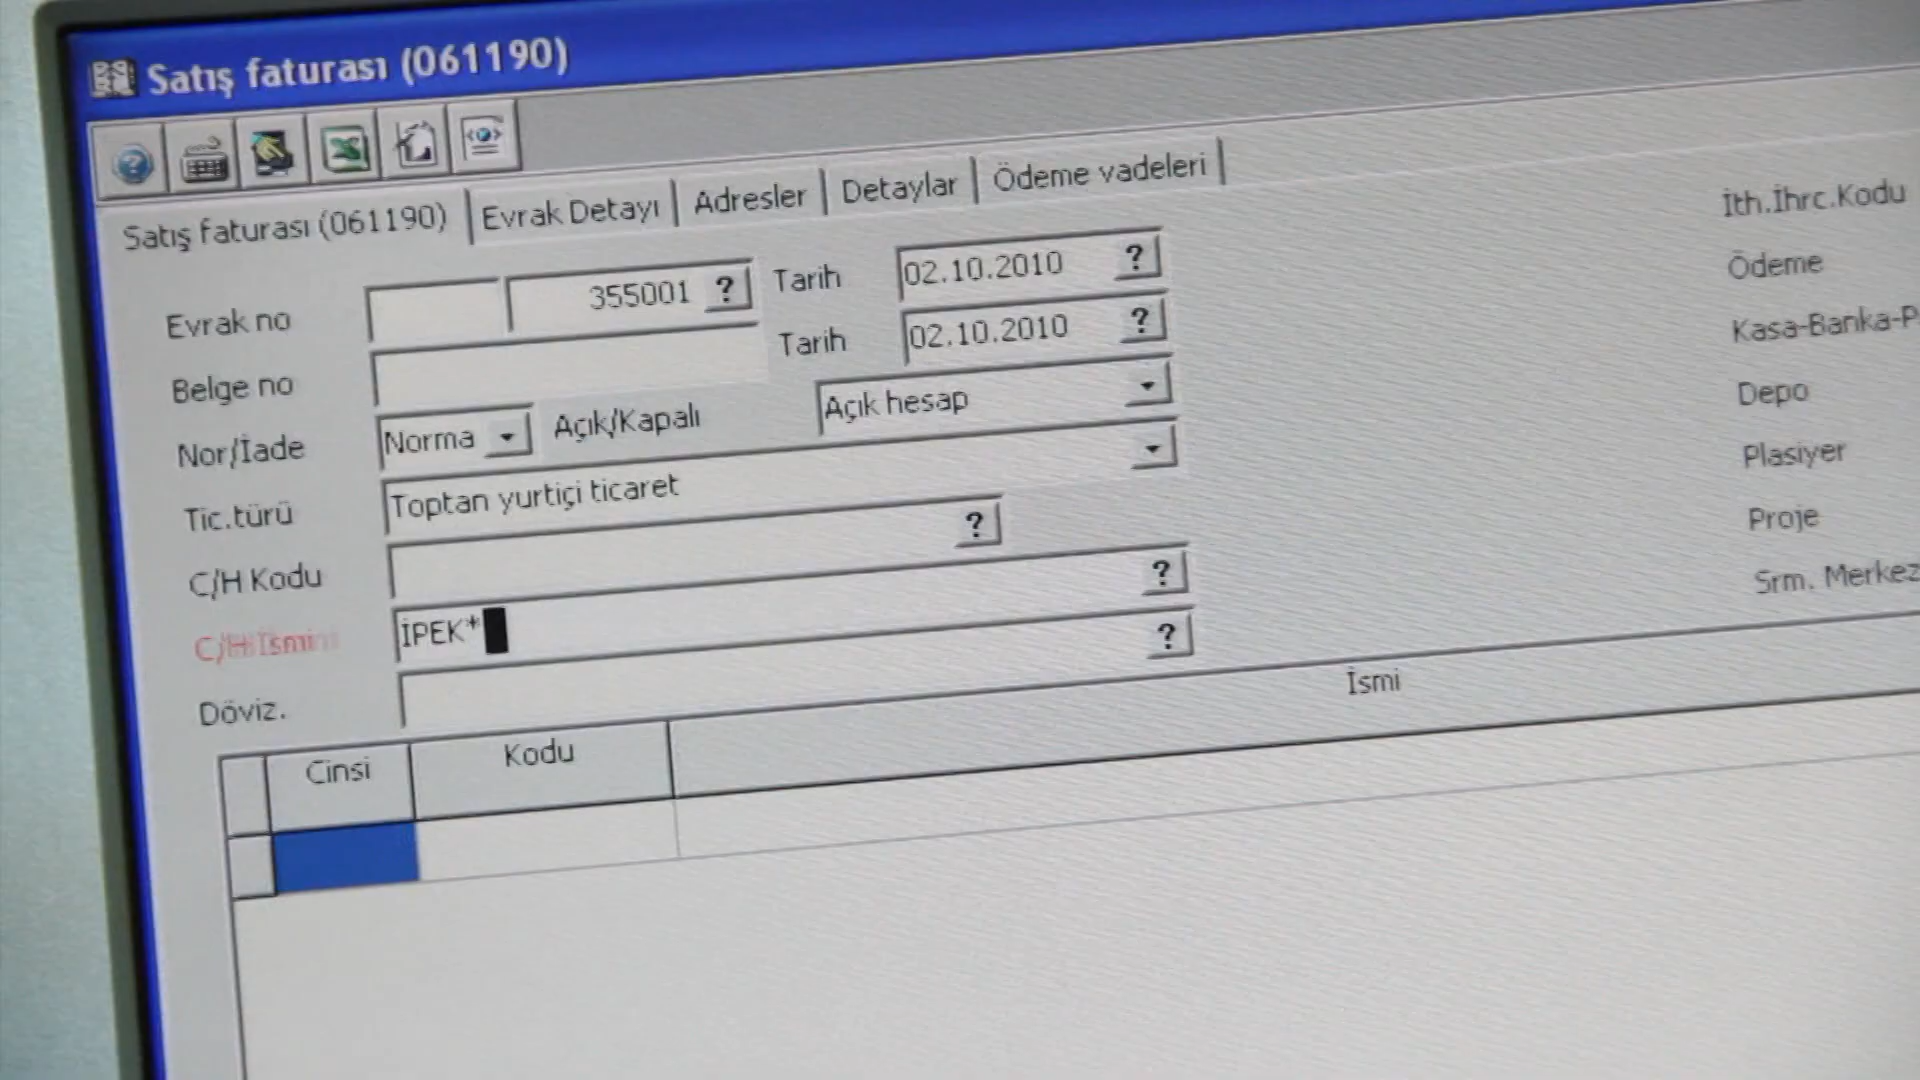 Satış faturası (061190)
Satış faturası (061190) Evrak Detayı Adresler Detaylar Ödeme vadeleri
Evrak no 355001 ? Tarih 02.10.2010 ? İth.İhrc.Kodu
Belge no Tarih 02.10.2010 ? Ödeme
Nor/İade Norma Açık/Kapalı Açık hesap Kasa-Banka-P
Tic.türü Toptan yurtiçi ticaret Depo
C/H Kodu ? Plasiyer
C/H İsmi İPEK* ? Proje
Döviz. ? Srm. Merkez
Cinsi Kodu İsmi